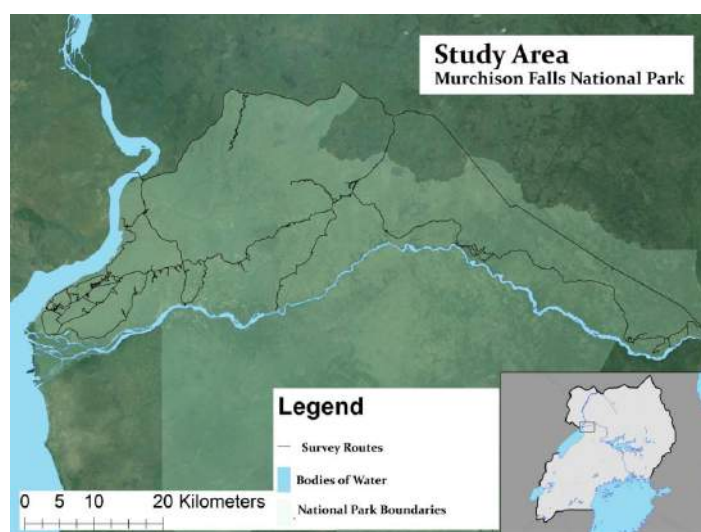 Study Area
Murchison Falls National Park
Legend
Survey Routes
Bodies of Water
National Park Boundaries
0 5 10 20 Kilometers